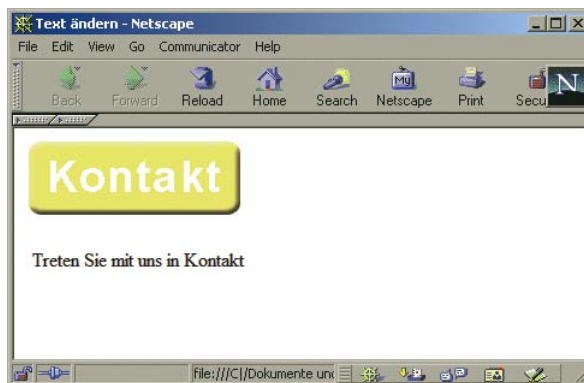 Text ändern - Netscape
File Edit View Go Communicator Help
Back Forward Reload Home Search Netscape Print
My
N
Kontakt
Treten Sie mit uns in Kontakt
file:///C|/Dokumente